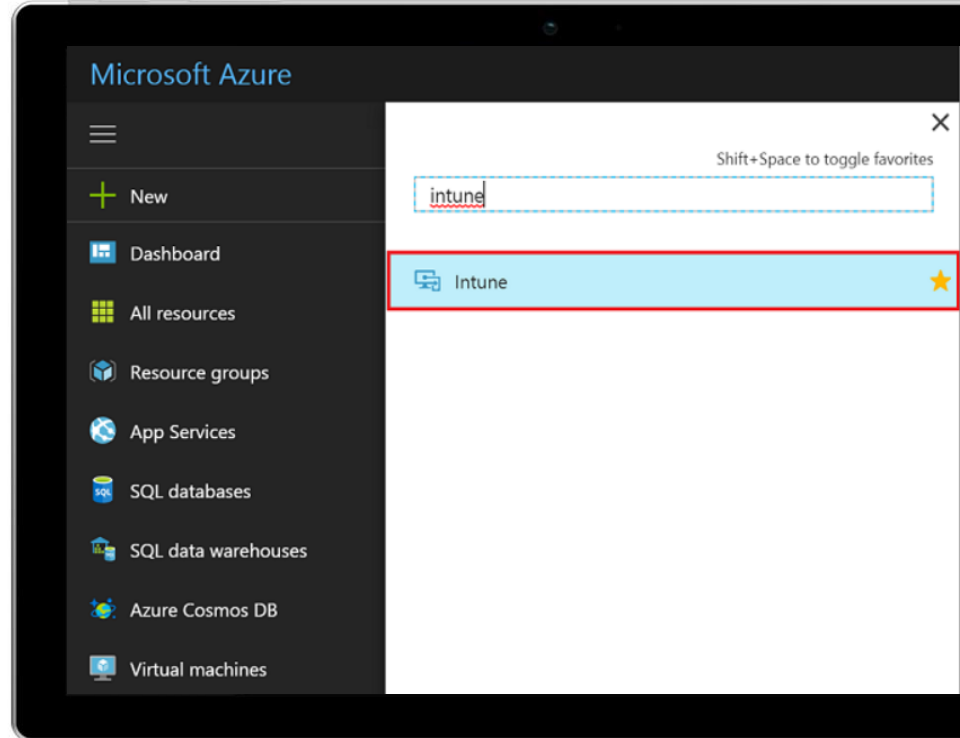 Microsoft Azure
Shift+Space to toggle favorites
New
intune
Dashboard
Intune
All resources
Resource groups
App Services
SQL
SQL databases
SQL data warehouses
Azure Cosmos DB
Virtual machines